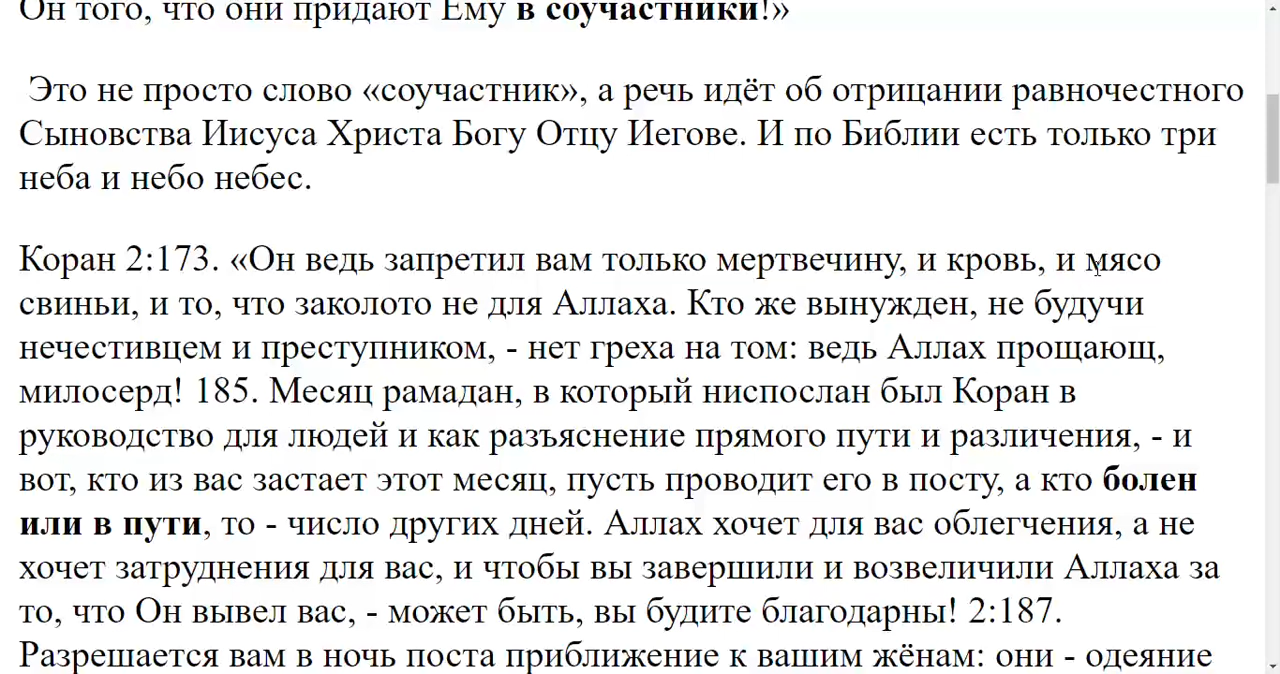 Он того, что они придают Ему в соучастники!»
Это не просто слово «соучастник», а речь идёт об отрицании равночестного
Сыновства Иисуса Христа Богу Отцу Иегове. И по Библии есть только три
неба и небо небес.
Коран 2:173. «Он ведь запретил вам только мертвечину, и кровь, и мясо
свиньи, и то, что заколото не для Аллаха. Кто же вынужден, не будучи
нечестивцем и преступником, - нет греха на том: ведь Аллах прощающ,
милосерд! 185. Месяц рамадан, в который ниспослан был Коран в
руководство для людей и как разъяснение прямого пути и различения, - и
вот, кто из вас застает этот месяц, пусть проводит его в посту, а кто болен
или в пути, то - число других дней. Аллах хочет для вас облегчения, а не
хочет затруднения для вас, и чтобы вы завершили и возвеличили Аллаха за
то, что Он вывел вас, - может быть, вы будите благодарны! 2:187.
Разрешается вам в ночь поста приближение к вашим жёнам: они - одеяние